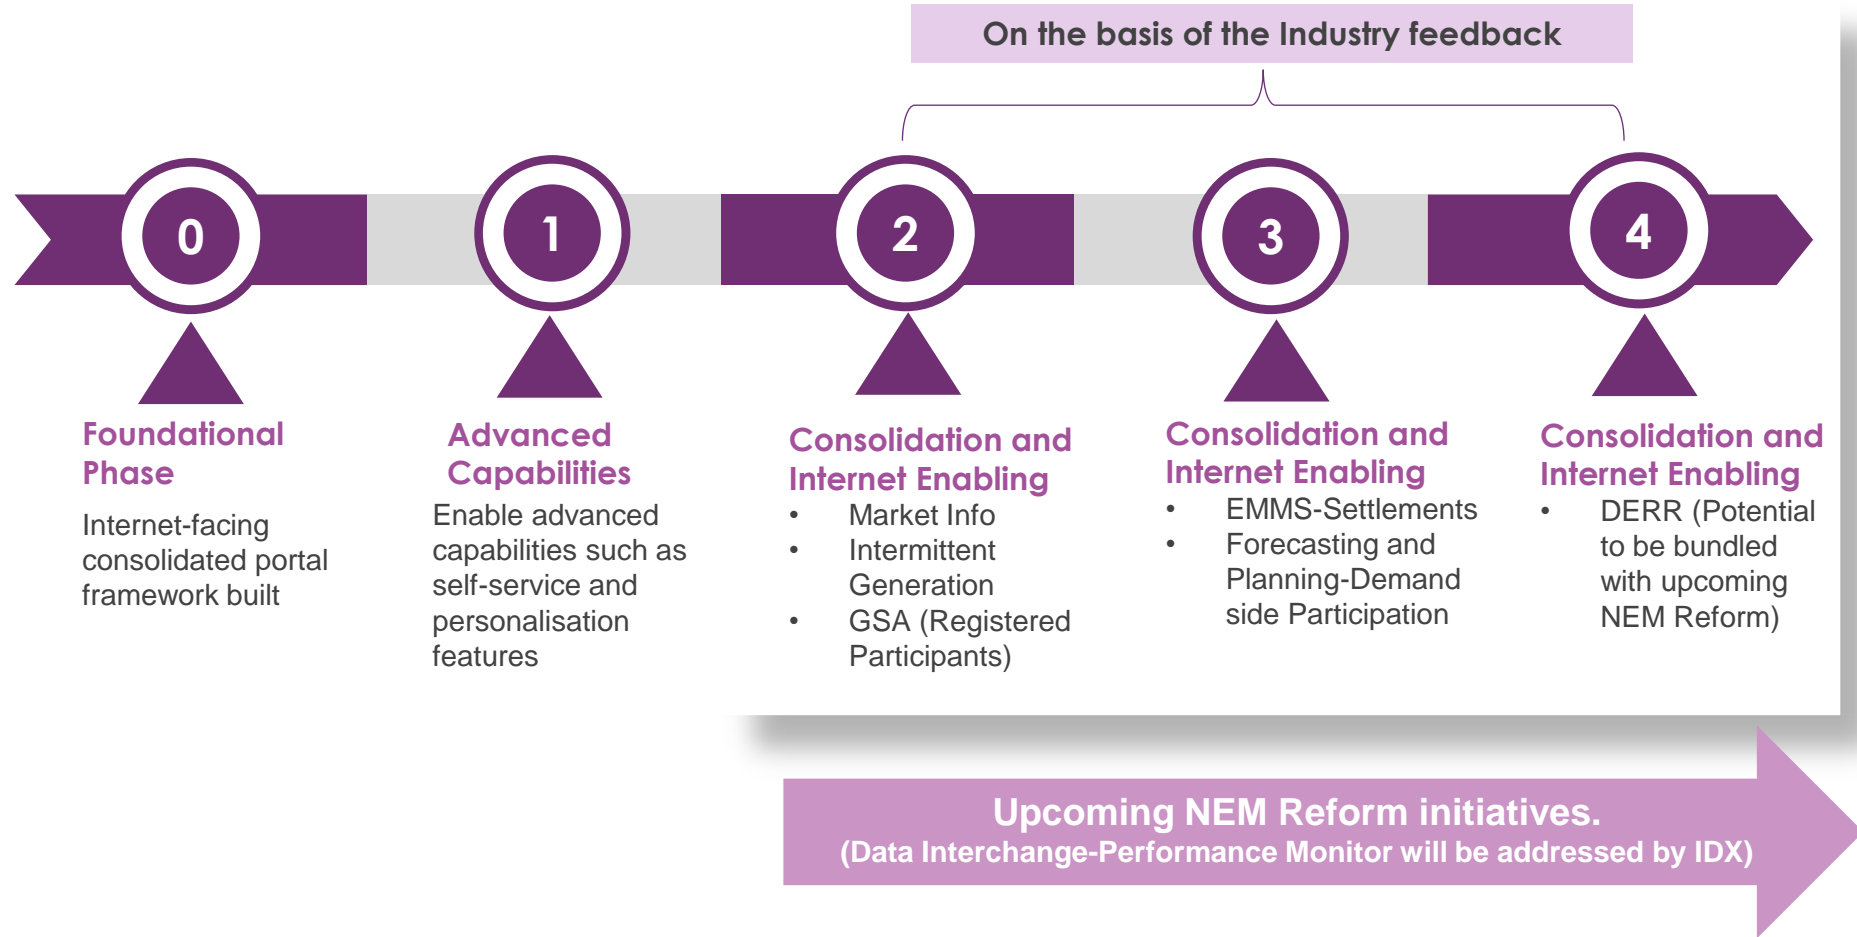 On the basis of the Industry feedback
0
1
2
3
4
Foundational
Phase
Internet-facing
consolidated portal
framework built
Advanced
Capabilities
Enable advanced
capabilities such as
self-service and
personalisation
features
Consolidation and
Internet Enabling
• Market Info
• Intermittent
Generation
• GSA (Registered
Participants)
Consolidation and
Internet Enabling
• EMMS-Settlements
• Forecasting and
Planning-Demand
side Participation
Consolidation and
Internet Enabling
• DERR (Potential
to be bundled
with upcoming
NEM Reform)
Upcoming NEM Reform initiatives.
(Data Interchange-Performance Monitor will be addressed by IDX)